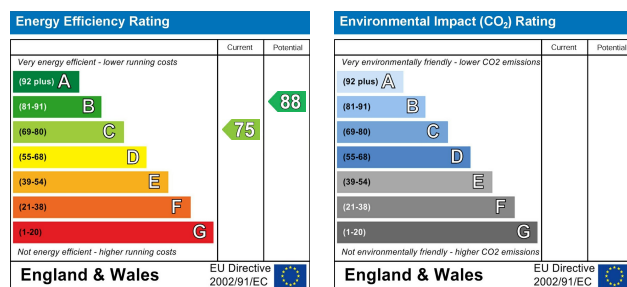 Energy Efficiency Rating
Current Potential
Very energy efficient - lower running costs
(92 plus) A
(81-91) B
(69-80) C
(55-68) D
(39-54) E
(21-38) F
(1-20) G
75
88
Not energy efficient - higher running costs
England & Wales
EU Directive
2002/91/EC
Environmental Impact (CO₂) Rating
Current Potential
Very environmentally friendly - lower CO2 emissions
(92 plus) A
(81-91) B
(69-80) C
(55-68) D
(39-54) E
(21-38) F
(1-20) G
Not environmentally friendly - higher CO2 emissions
England & Wales
EU Directive
2002/91/EC